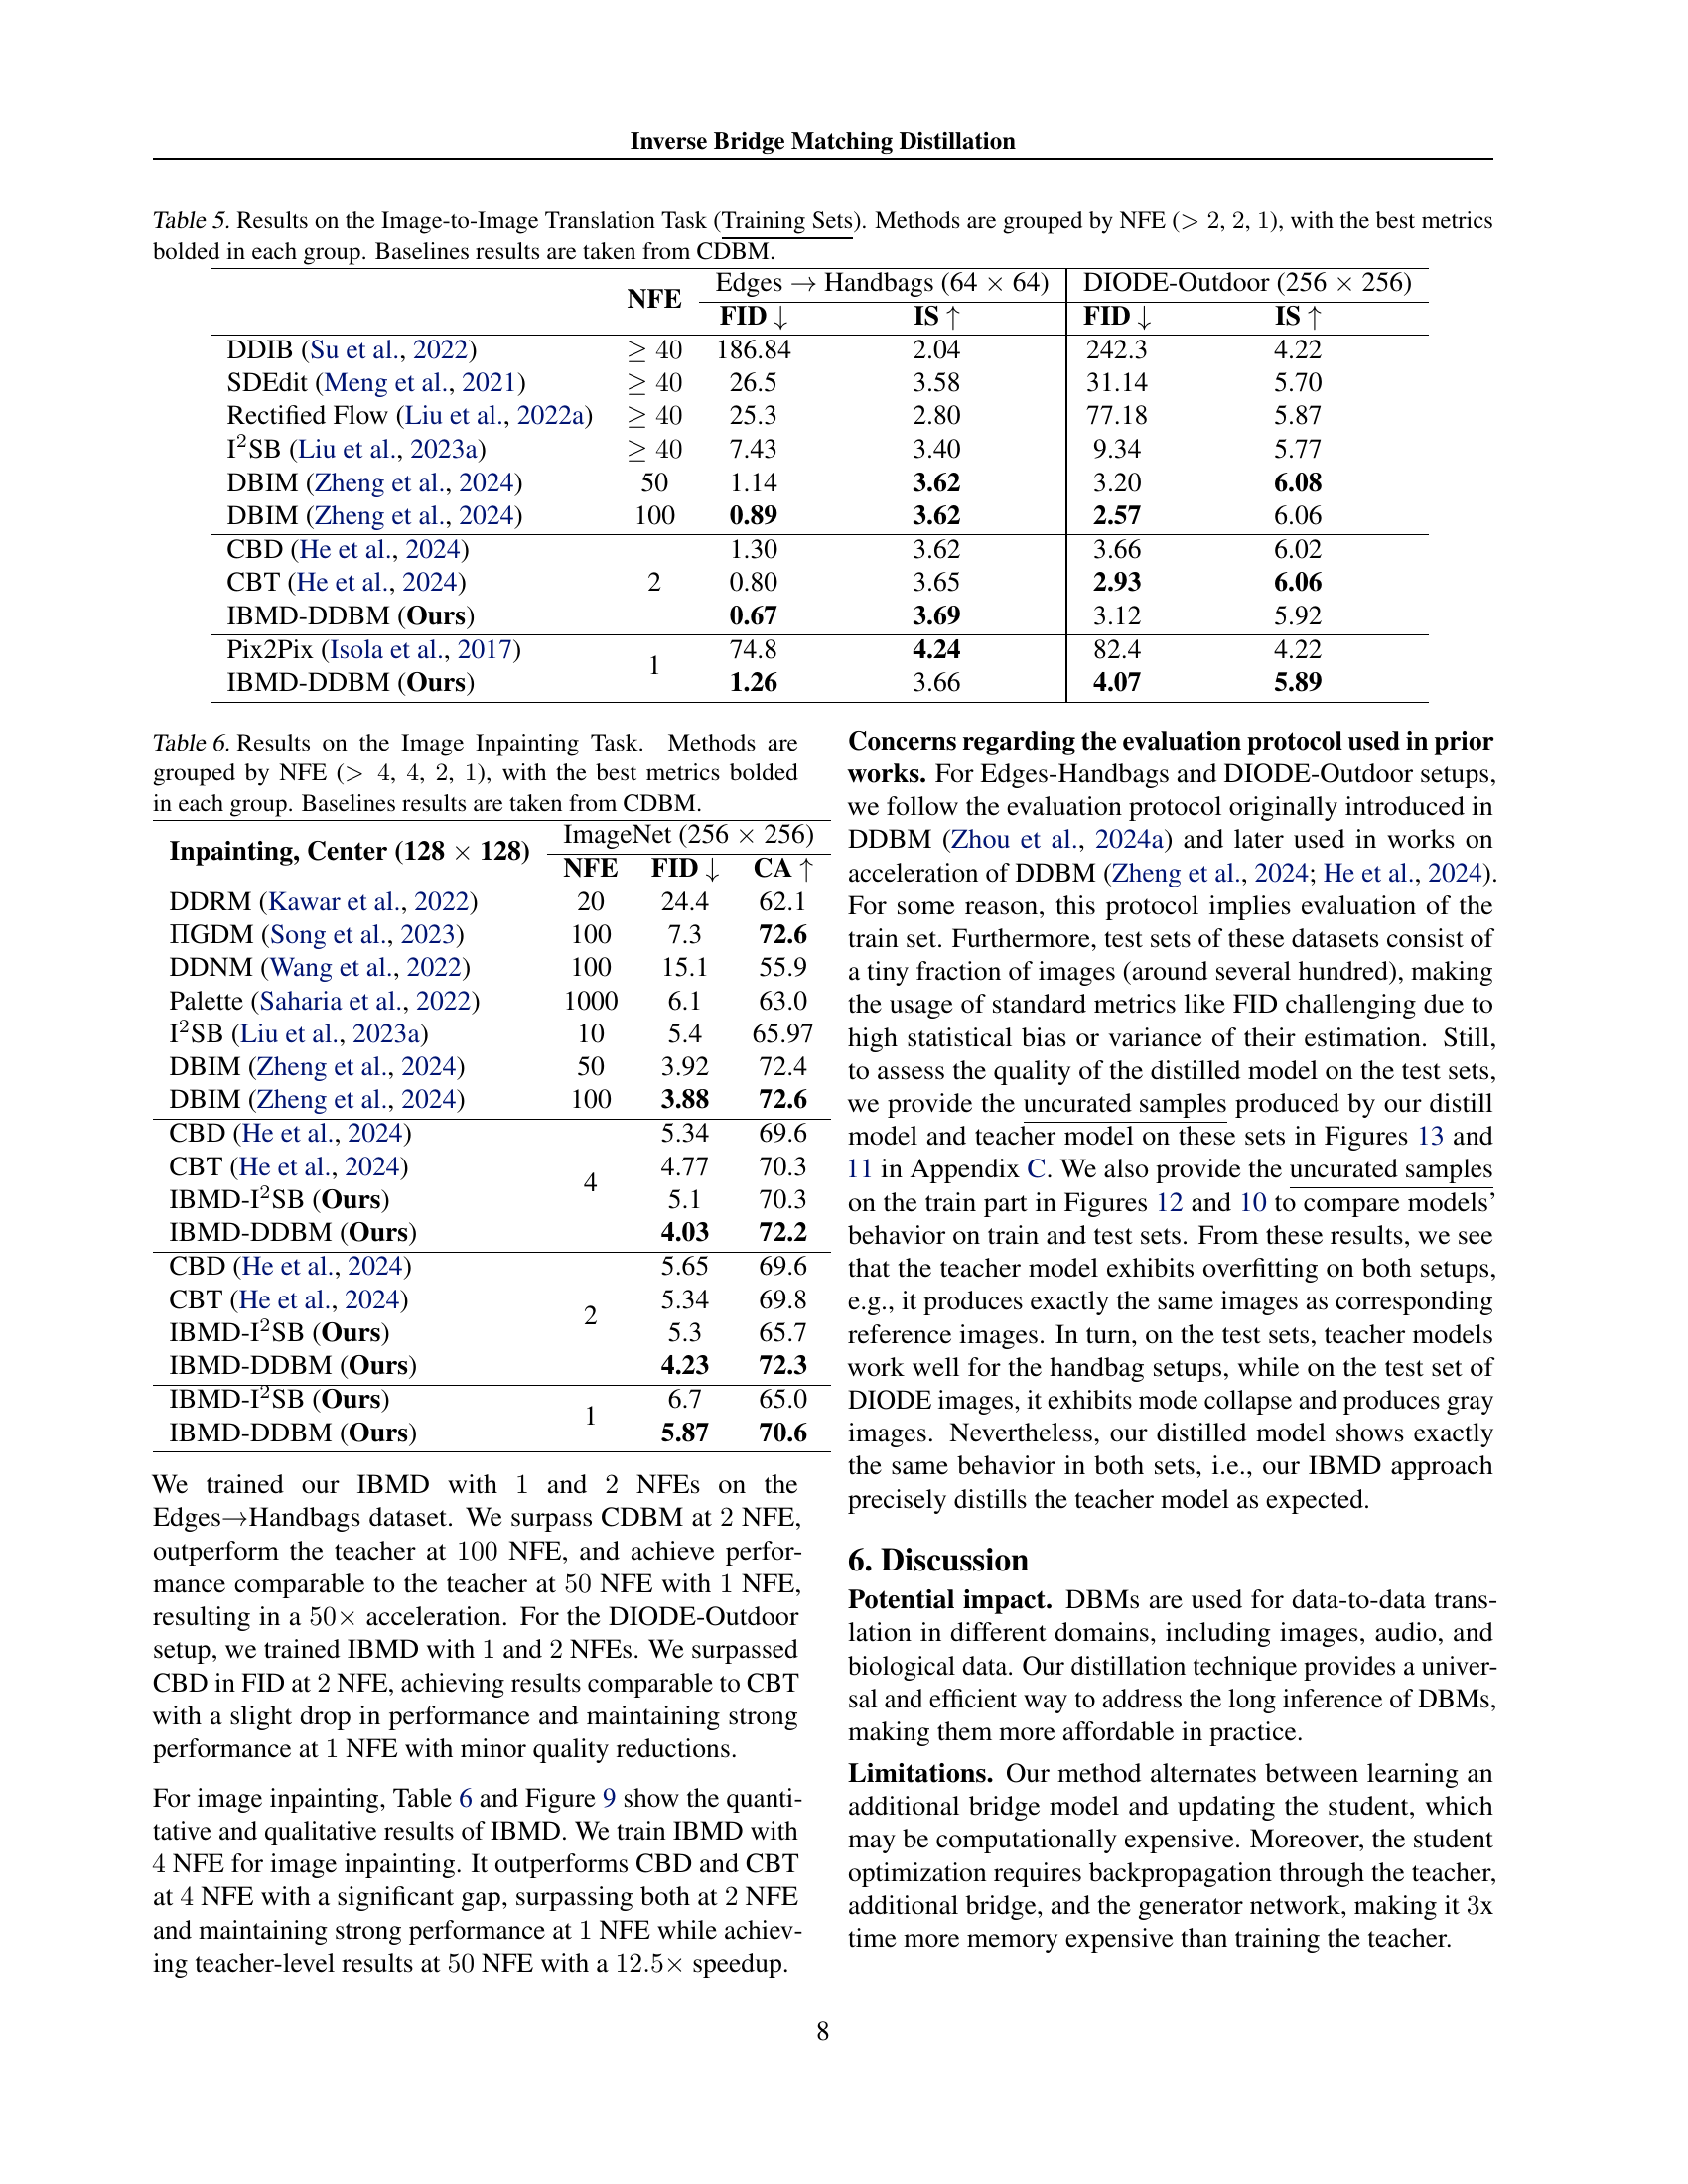 Inverse Bridge Matching Distillation
Table 5. Results on the Image-to-Image Translation Task (Training Sets). Methods are grouped by NFE (> 2, 2, 1), with the best metrics
bolded in each group. Baselines results are taken from CDBM.
NFE Edges → Handbags (64 × 64) DIODE-Outdoor (256 × 256)
FID ↓ IS ↑ FID ↓ IS ↑
DDIB (Su et al., 2022) ≥ 40 186.84 2.04 242.3 4.22
SDEdit (Meng et al., 2021) ≥ 40 26.5 3.58 31.14 5.70
Rectified Flow (Liu et al., 2022a) ≥ 40 25.3 2.80 77.18 5.87
I²SB (Liu et al., 2023a) ≥ 40 7.43 3.40 9.34 5.77
DBIM (Zheng et al., 2024) 50 1.14 3.62 3.20 6.08
DBIM (Zheng et al., 2024) 100 0.89 3.62 2.57 6.06
CBD (He et al., 2024) 1.30 3.62 3.66 6.02
CBT (He et al., 2024) 2 0.80 3.65 2.93 6.06
IBMD-DDBM (Ours) 0.67 3.69 3.12 5.92
Pix2Pix (Isola et al., 2017) 1 74.8 4.24 82.4 4.22
IBMD-DDBM (Ours) 1.26 3.66 4.07 5.89
Table 6. Results on the Image Inpainting Task. Methods are
grouped by NFE (> 4, 4, 2, 1), with the best metrics bolded
in each group. Baselines results are taken from CDBM.
Inpainting, Center (128 × 128) ImageNet (256 × 256)
NFE FID ↓ CA ↑
DDRM (Kawar et al., 2022) 20 24.4 62.1
ΠGDM (Song et al., 2023) 100 7.3 72.6
DDNM (Wang et al., 2022) 100 15.1 55.9
Palette (Saharia et al., 2022) 1000 6.1 63.0
I²SB (Liu et al., 2023a) 10 5.4 65.97
DBIM (Zheng et al., 2024) 50 3.92 72.4
DBIM (Zheng et al., 2024) 100 3.88 72.6
CBD (He et al., 2024) 5.34 69.6
CBT (He et al., 2024) 4 4.77 70.3
IBMD-I²SB (Ours) 5.1 70.3
IBMD-DDBM (Ours) 4.03 72.2
CBD (He et al., 2024) 5.65 69.6
CBT (He et al., 2024) 2 5.34 69.8
IBMD-I²SB (Ours) 5.3 65.7
IBMD-DDBM (Ours) 4.23 72.3
IBMD-I²SB (Ours) 1 6.7 65.0
IBMD-DDBM (Ours) 5.87 70.6
We trained our IBMD with 1 and 2 NFEs on the
Edges→Handbags dataset. We surpass CDBM at 2 NFE,
outperform the teacher at 100 NFE, and achieve perfor-
mance comparable to the teacher at 50 NFE with 1 NFE,
resulting in a 50× acceleration. For the DIODE-Outdoor
setup, we trained IBMD with 1 and 2 NFEs. We surpassed
CBD in FID at 2 NFE, achieving results comparable to CBT
with a slight drop in performance and maintaining strong
performance at 1 NFE with minor quality reductions.
For image inpainting, Table 6 and Figure 9 show the quanti-
tative and qualitative results of IBMD. We train IBMD with
4 NFE for image inpainting. It outperforms CBD and CBT
at 4 NFE with a significant gap, surpassing both at 2 NFE
and maintaining strong performance at 1 NFE while achiev-
ing teacher-level results at 50 NFE with a 12.5× speedup.
Concerns regarding the evaluation protocol used in prior
works. For Edges-Handbags and DIODE-Outdoor setups,
we follow the evaluation protocol originally introduced in
DDBM (Zhou et al., 2024a) and later used in works on
acceleration of DDBM (Zheng et al., 2024; He et al., 2024).
For some reason, this protocol implies evaluation of the
train set. Furthermore, test sets of these datasets consist of
a tiny fraction of images (around several hundred), making
the usage of standard metrics like FID challenging due to
high statistical bias or variance of their estimation. Still,
to assess the quality of the distilled model on the test sets,
we provide the uncurated samples produced by our distill
model and teacher model on these sets in Figures 13 and
11 in Appendix C. We also provide the uncurated samples
on the train part in Figures 12 and 10 to compare models’
behavior on train and test sets. From these results, we see
that the teacher model exhibits overfitting on both setups,
e.g., it produces exactly the same images as corresponding
reference images. In turn, on the test sets, teacher models
work well for the handbag setups, while on the test set of
DIODE images, it exhibits mode collapse and produces gray
images. Nevertheless, our distilled model shows exactly
the same behavior in both sets, i.e., our IBMD approach
precisely distills the teacher model as expected.
6. Discussion
Potential impact. DBMs are used for data-to-data trans-
lation in different domains, including images, audio, and
biological data. Our distillation technique provides a univer-
sal and efficient way to address the long inference of DBMs,
making them more affordable in practice.
Limitations. Our method alternates between learning an
additional bridge model and updating the student, which
may be computationally expensive. Moreover, the student
optimization requires backpropagation through the teacher,
additional bridge, and the generator network, making it 3x
time more memory expensive than training the teacher.
8